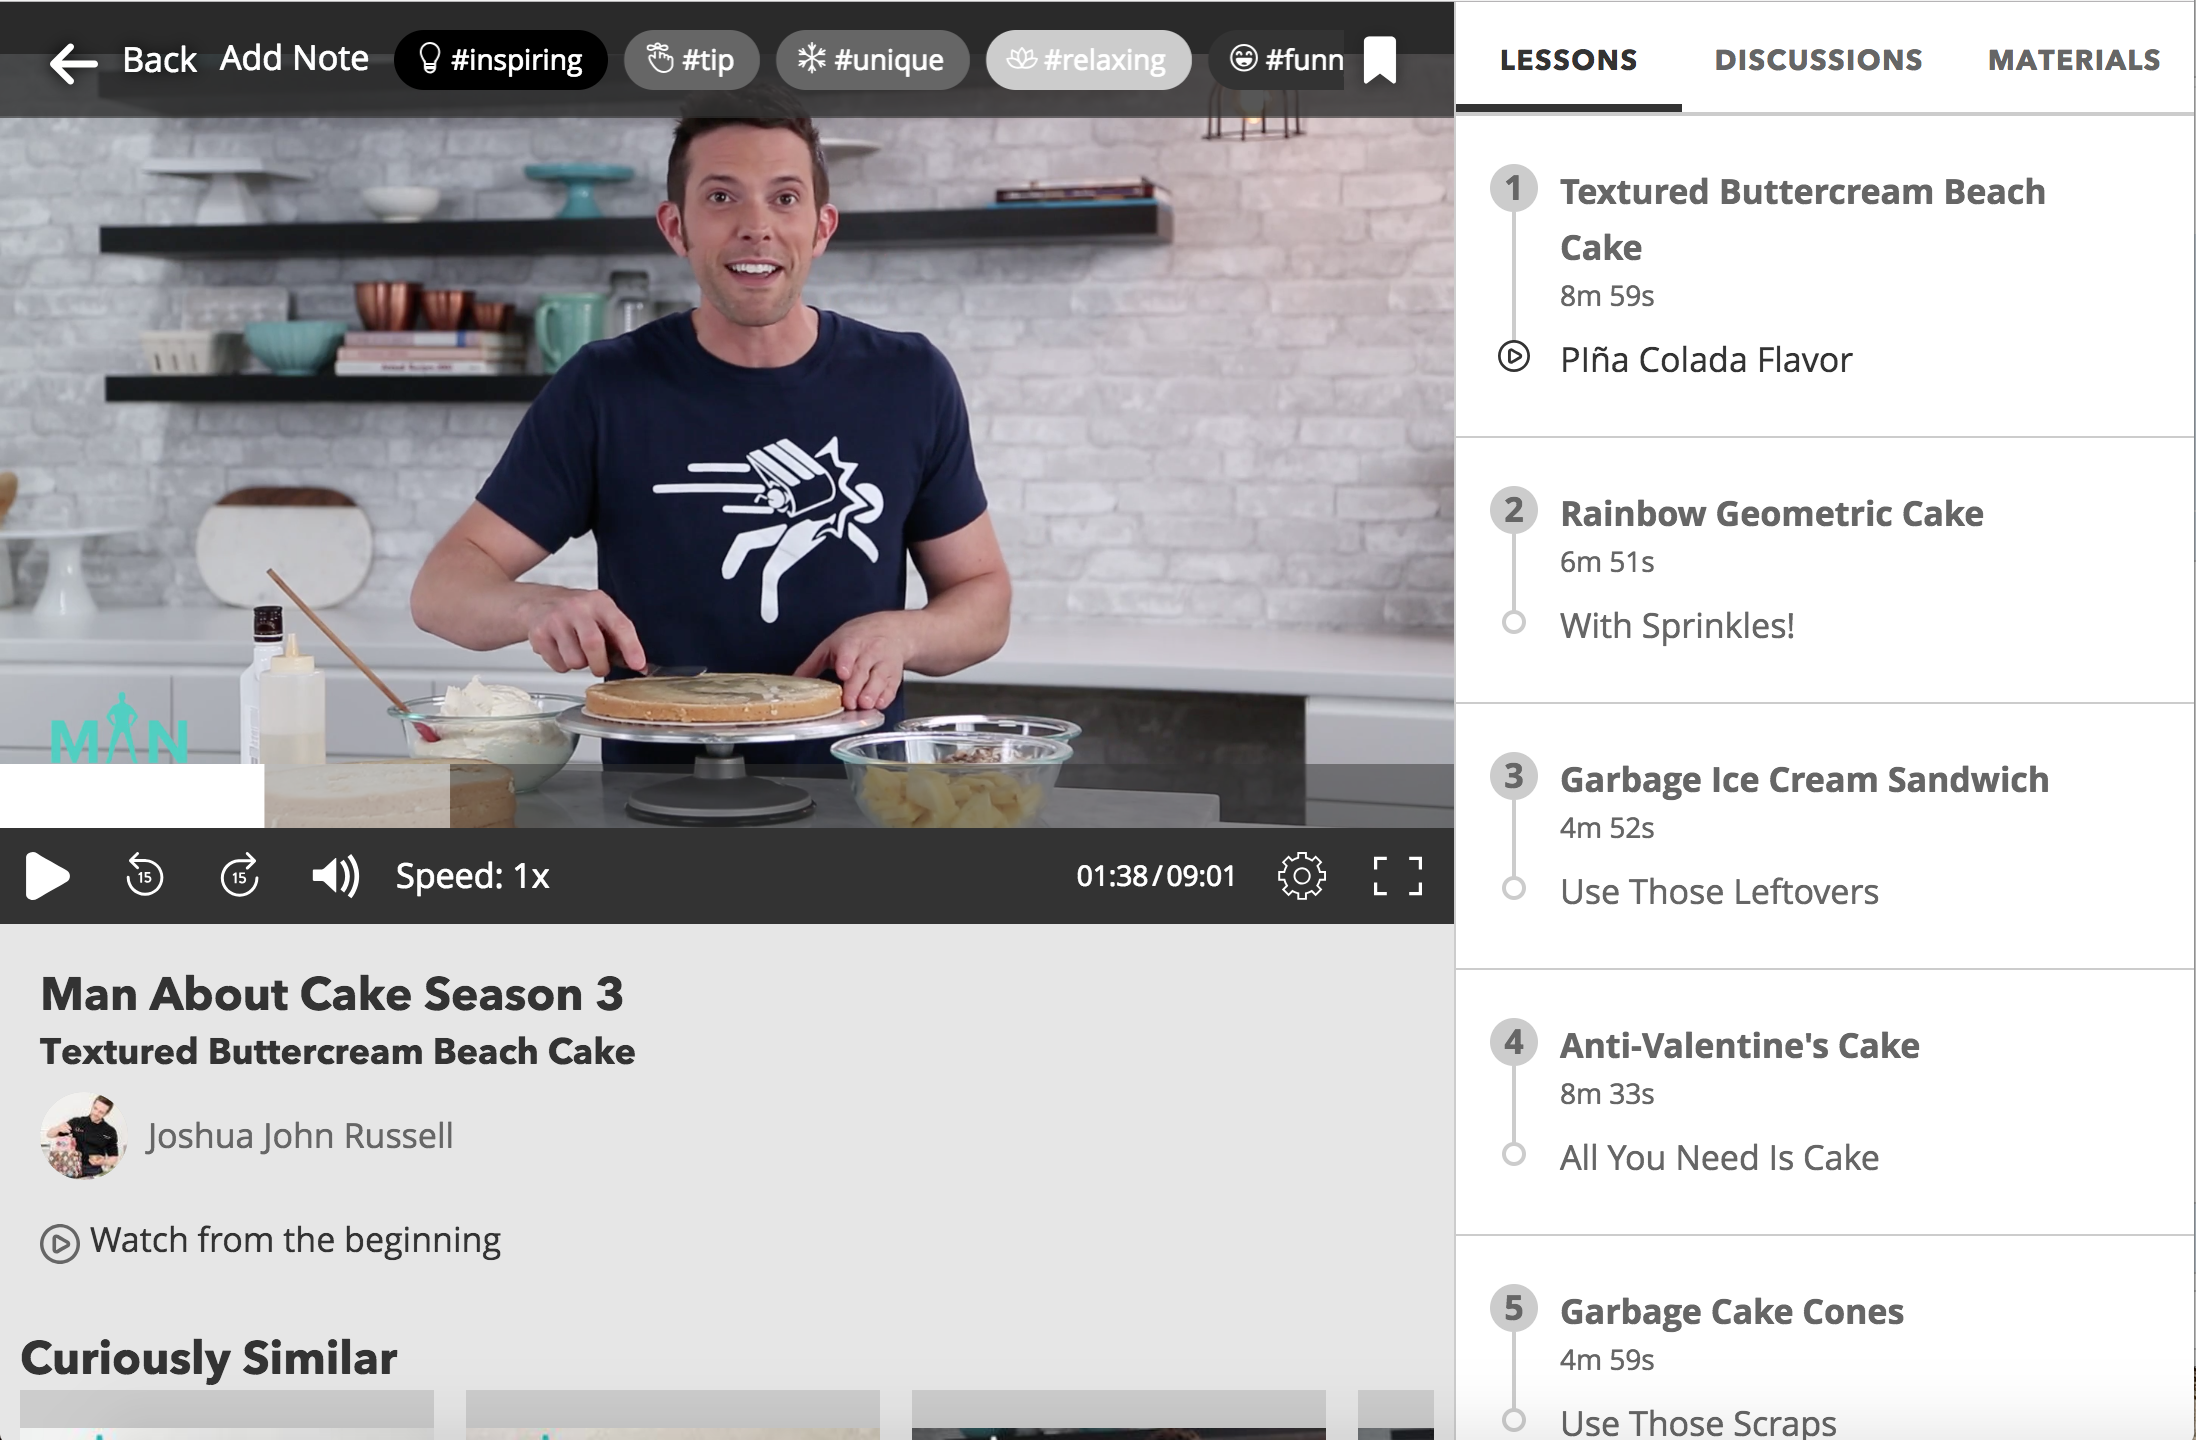 Back
Add Note
#inspiring
#tip
#unique
#relaxing
#funn
LESSONS
DISCUSSIONS
MATERIALS
MAN
15
15
Speed: 1x
01:38/09:01
Man About Cake Season 3
Textured Buttercream Beach Cake
Joshua John Russell
Watch from the beginning
Curiously Similar
1
Textured Buttercream Beach
Cake
8m 59s
PIña Colada Flavor
2
Rainbow Geometric Cake
6m 51s
With Sprinkles!
3
Garbage Ice Cream Sandwich
4m 52s
Use Those Leftovers
4
Anti-Valentine's Cake
8m 33s
All You Need Is Cake
5
Garbage Cake Cones
4m 59s
Use Those Scraps